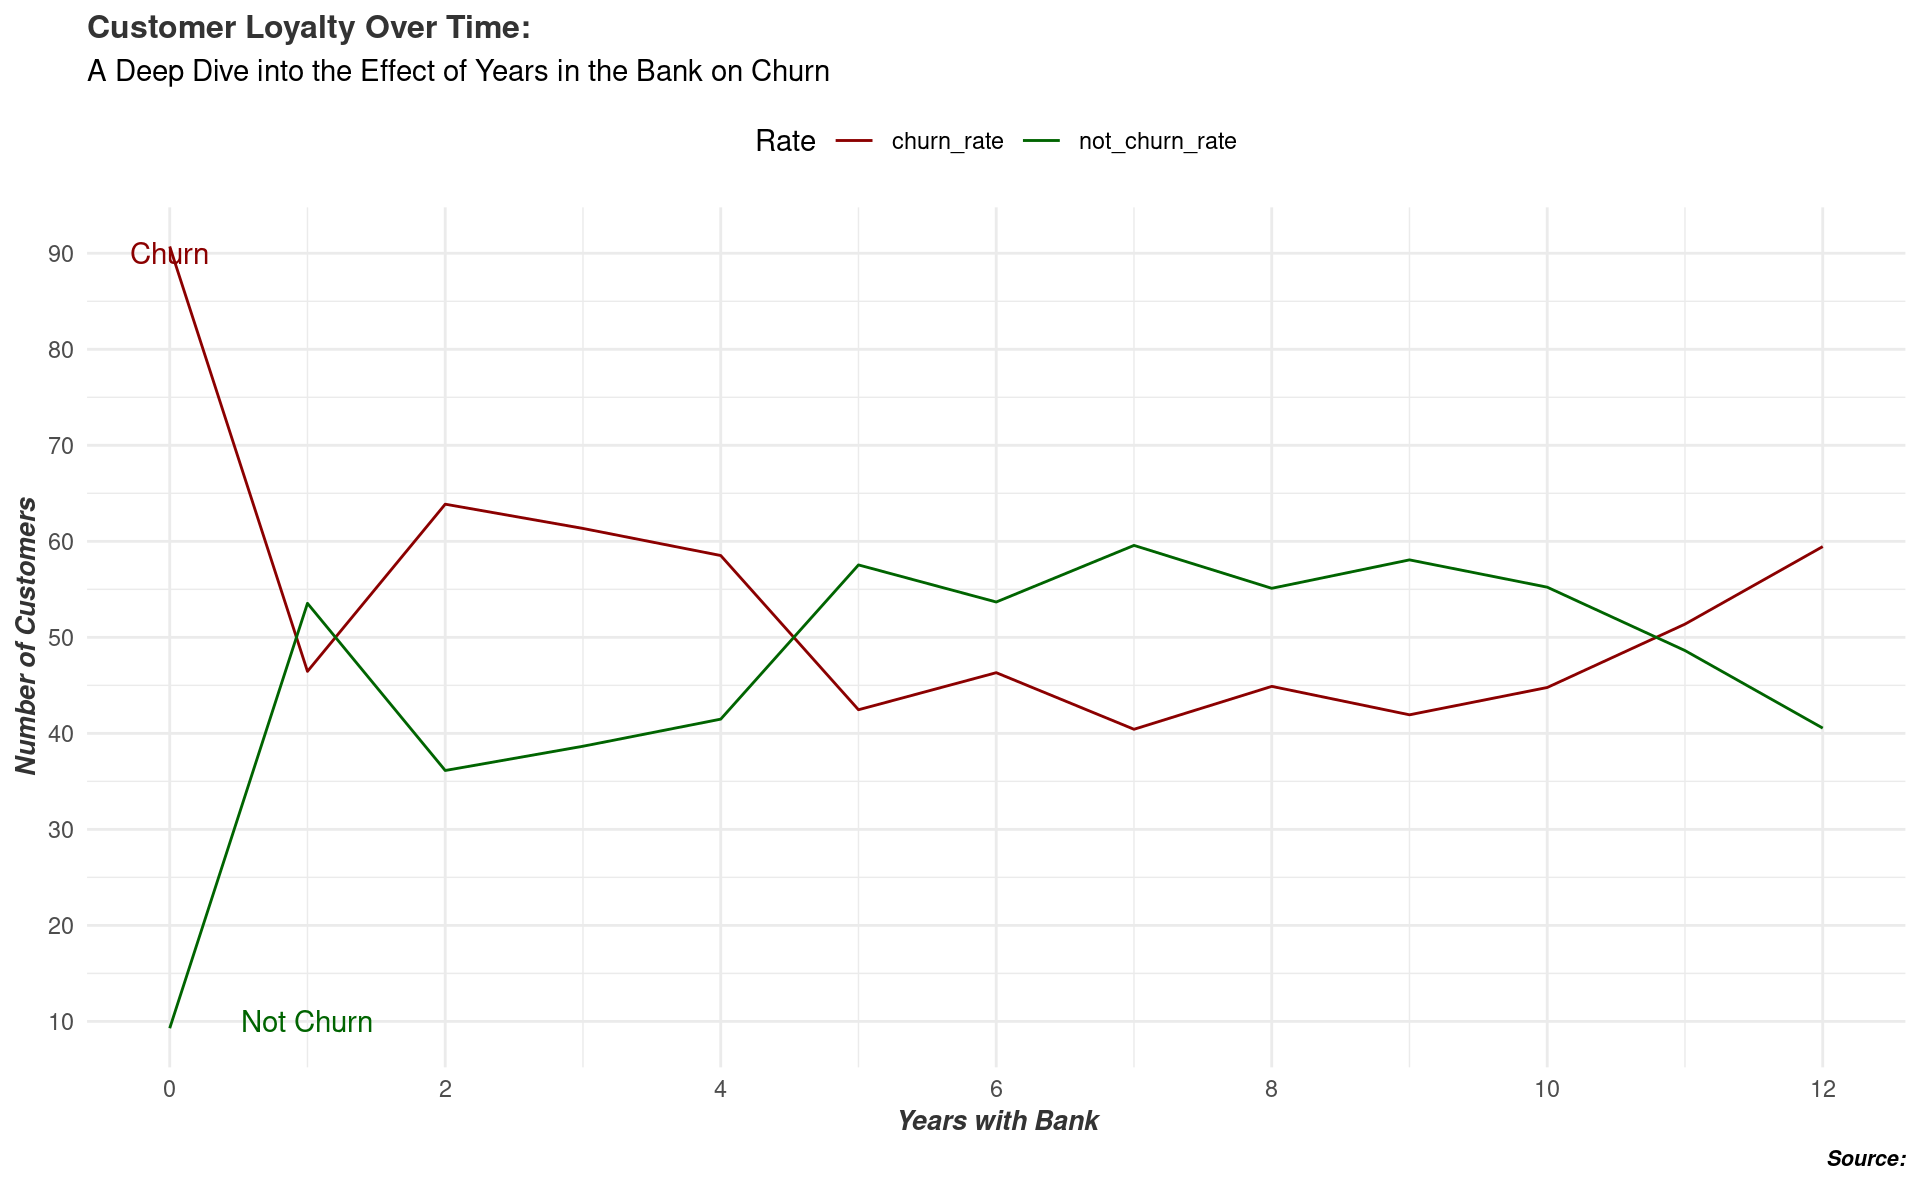 Customer Loyalty Over Time:
A Deep Dive into the Effect of Years in the Bank on Churn
Rate churn_rate not_churn_rate
Churn
Not Churn
90
80
70
60
50
40
30
20
10
Number of Customers
0 2 4 6 8 10 12
Years with Bank
Source: